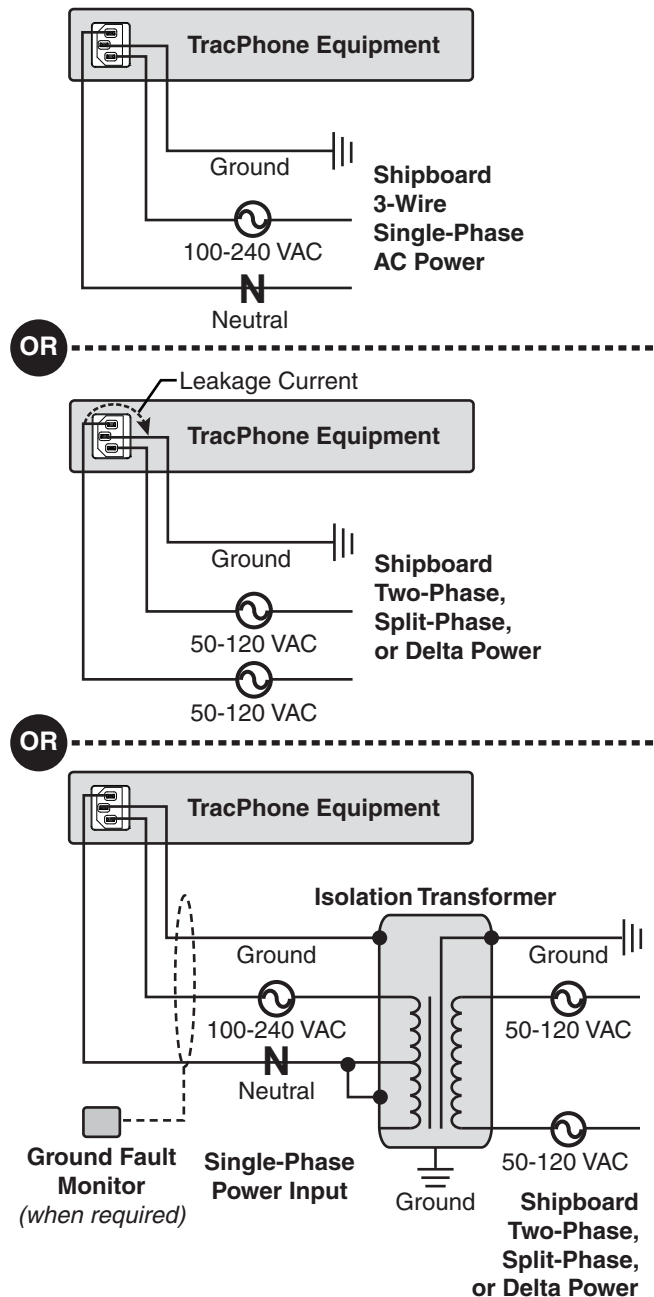 TracPhone Equipment
Ground
Shipboard
3-Wire
Single-Phase
AC Power
100-240 VAC
N
Neutral
OR
Leakage Current
TracPhone Equipment
Ground
Shipboard
Two-Phase,
Split-Phase,
or Delta Power
50-120 VAC
50-120 VAC
OR
TracPhone Equipment
Isolation Transformer
Ground
Ground
100-240 VAC
50-120 VAC
N
Neutral
Ground Fault
Monitor
(when required)
Single-Phase
Power Input
Ground
50-120 VAC
Shipboard
Two-Phase,
Split-Phase,
or Delta Power